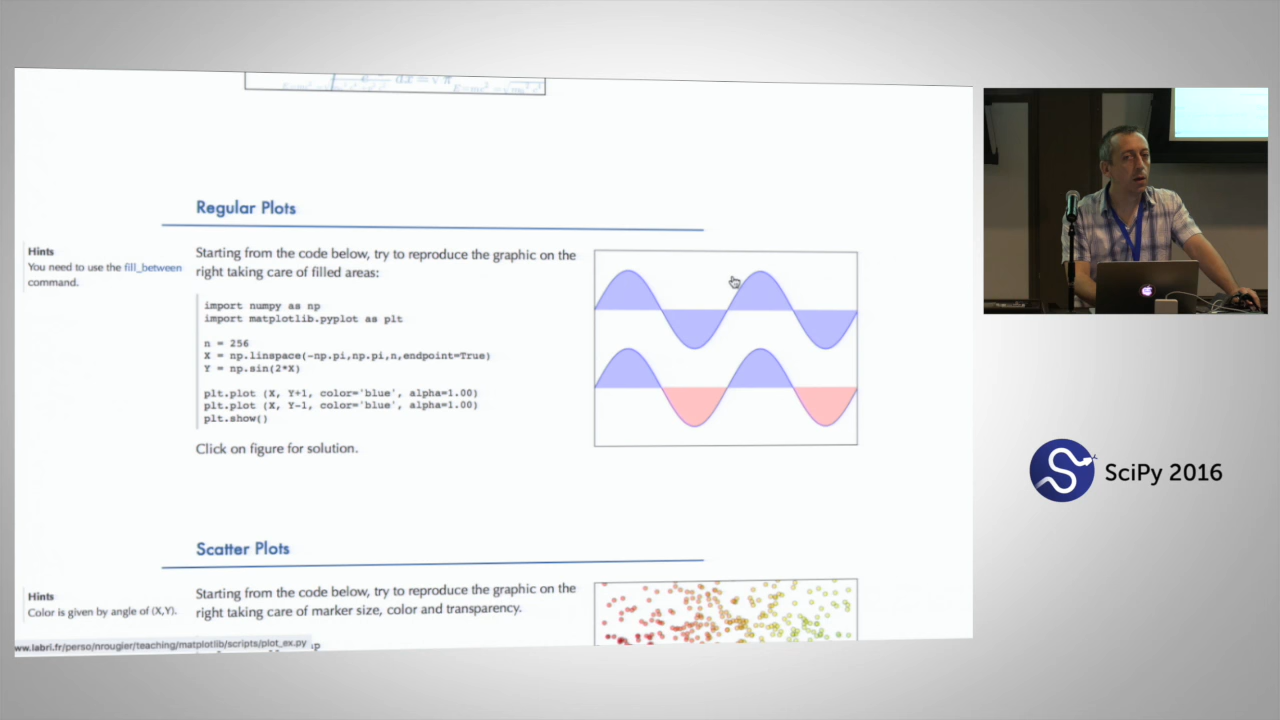 Regular Plots
Hints
You need to use the fill_between
command.
Starting from the code below, try to reproduce the graphic on the
right taking care of filled areas:
import numpy as np
import matplotlib.pyplot as plt
n = 256
X = np.linspace(-np.pi,np.pi,n,endpoint=True)
Y = np.sin(2*X)
plt.plot (X, Y+1, color='blue', alpha=1.00)
plt.plot (X, Y-1, color='blue', alpha=1.00)
plt.show()
Click on figure for solution.
Scatter Plots
Hints
Color is given by angle of (X,Y).
Starting from the code below, try to reproduce the graphic on the
right taking care of marker size, color and transparency.
ww.labri.fr/perso/nrougier/teaching/matplotlib/scripts/plot_ex.py
SciPy 2016